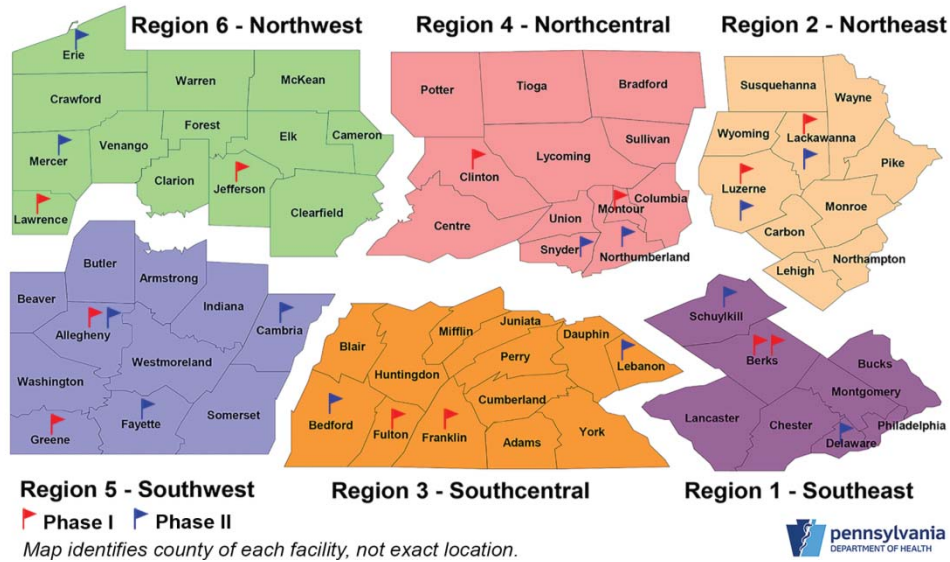 Region 6 - Northwest
Erie
Crawford
Warren
McKean
Mercer
Venango
Forest
Elk
Cameron
Clarion
Jefferson
Clearfield
Lawrence
Region 4 - Northcentral
Potter
Tioga
Bradford
Sullivan
Lycoming
Clinton
Columbia
Montour
Union
Centre
Snyder
Northumberland
Region 2 - Northeast
Susquehanna
Wayne
Wyoming
Lackawanna
Pike
Luzerne
Monroe
Carbon
Northampton
Lehigh
Butler
Armstrong
Beaver
Indiana
Allegheny
Cambria
Westmoreland
Washington
Fayette
Somerset
Greene
Region 5 - Southwest
Blair
Mifflin
Juniata
Dauphin
Perry
Lebanon
Huntingdon
Cumberland
Bedford
Fulton
Franklin
Adams
York
Region 3 - Southcentral
Schuylkill
Berks
Bucks
Montgomery
Lancaster
Chester
Philadelphia
Delaware
Region 1 - Southeast
Phase I
Phase II
Map identifies county of each facility, not exact location.
pennsylvania
DEPARTMENT OF HEALTH